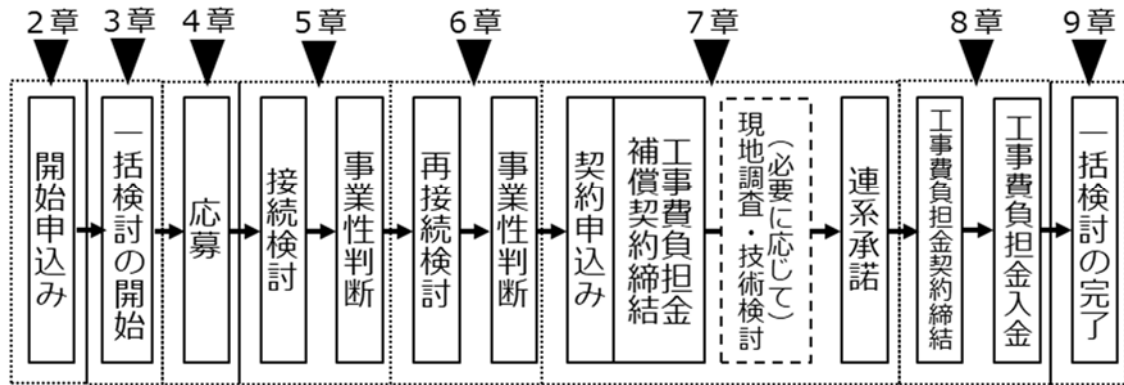 2章
3章
4章
5章
6章
7章
8章
9章
開始申込み
一括検討の開始
応募
接続検討
事業性判断
再接続検討
事業性判断
契約申込み
工事費負担金
補償契約締結
（必要に応じて）
現地調査・技術検討
連系承諾
工事費負担金契約締結
工事費負担金入金
一括検討の完了